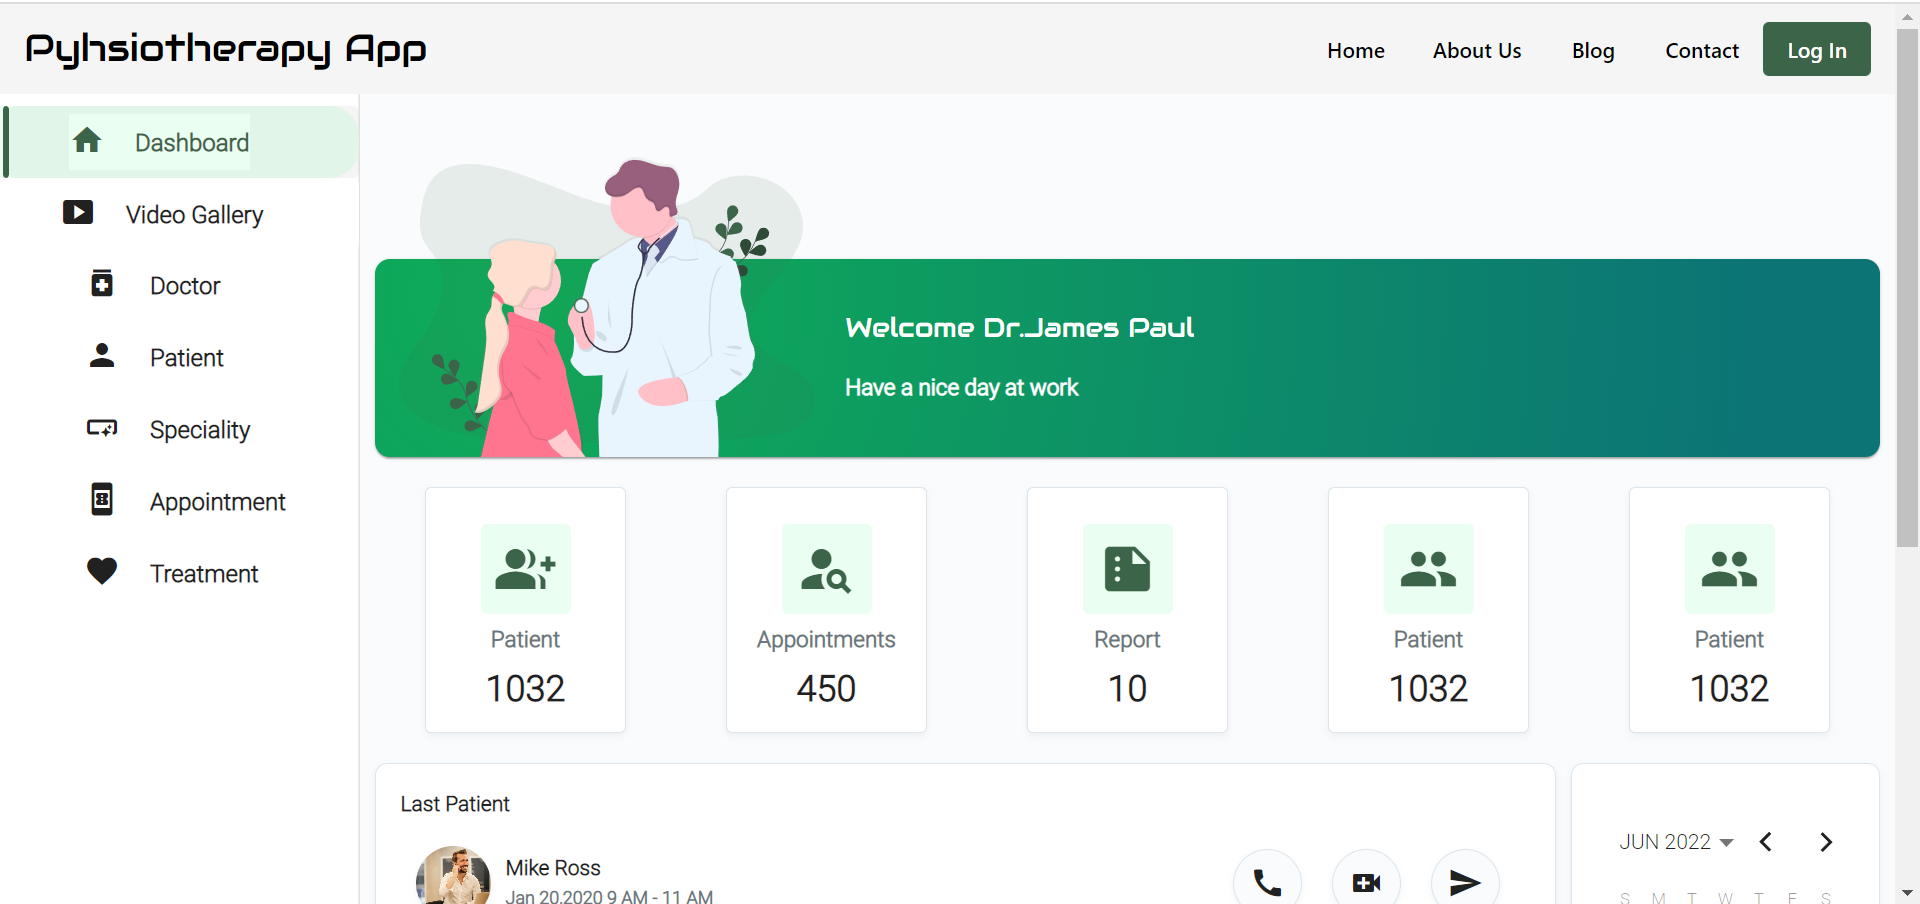 Pyhsiotherapy App
Home
About Us
Blog
Contact
Log In
Dashboard
Video Gallery
Doctor
Patient
Speciality
Appointment
Treatment
Welcome Dr.James Paul
Have a nice day at work
Patient
1032
Appointments
450
Report
10
Patient
1032
Patient
1032
Last Patient
Mike Ross
Jan 20,2020 9 AM - 11 AM
JUN 2022
S M T W T F S